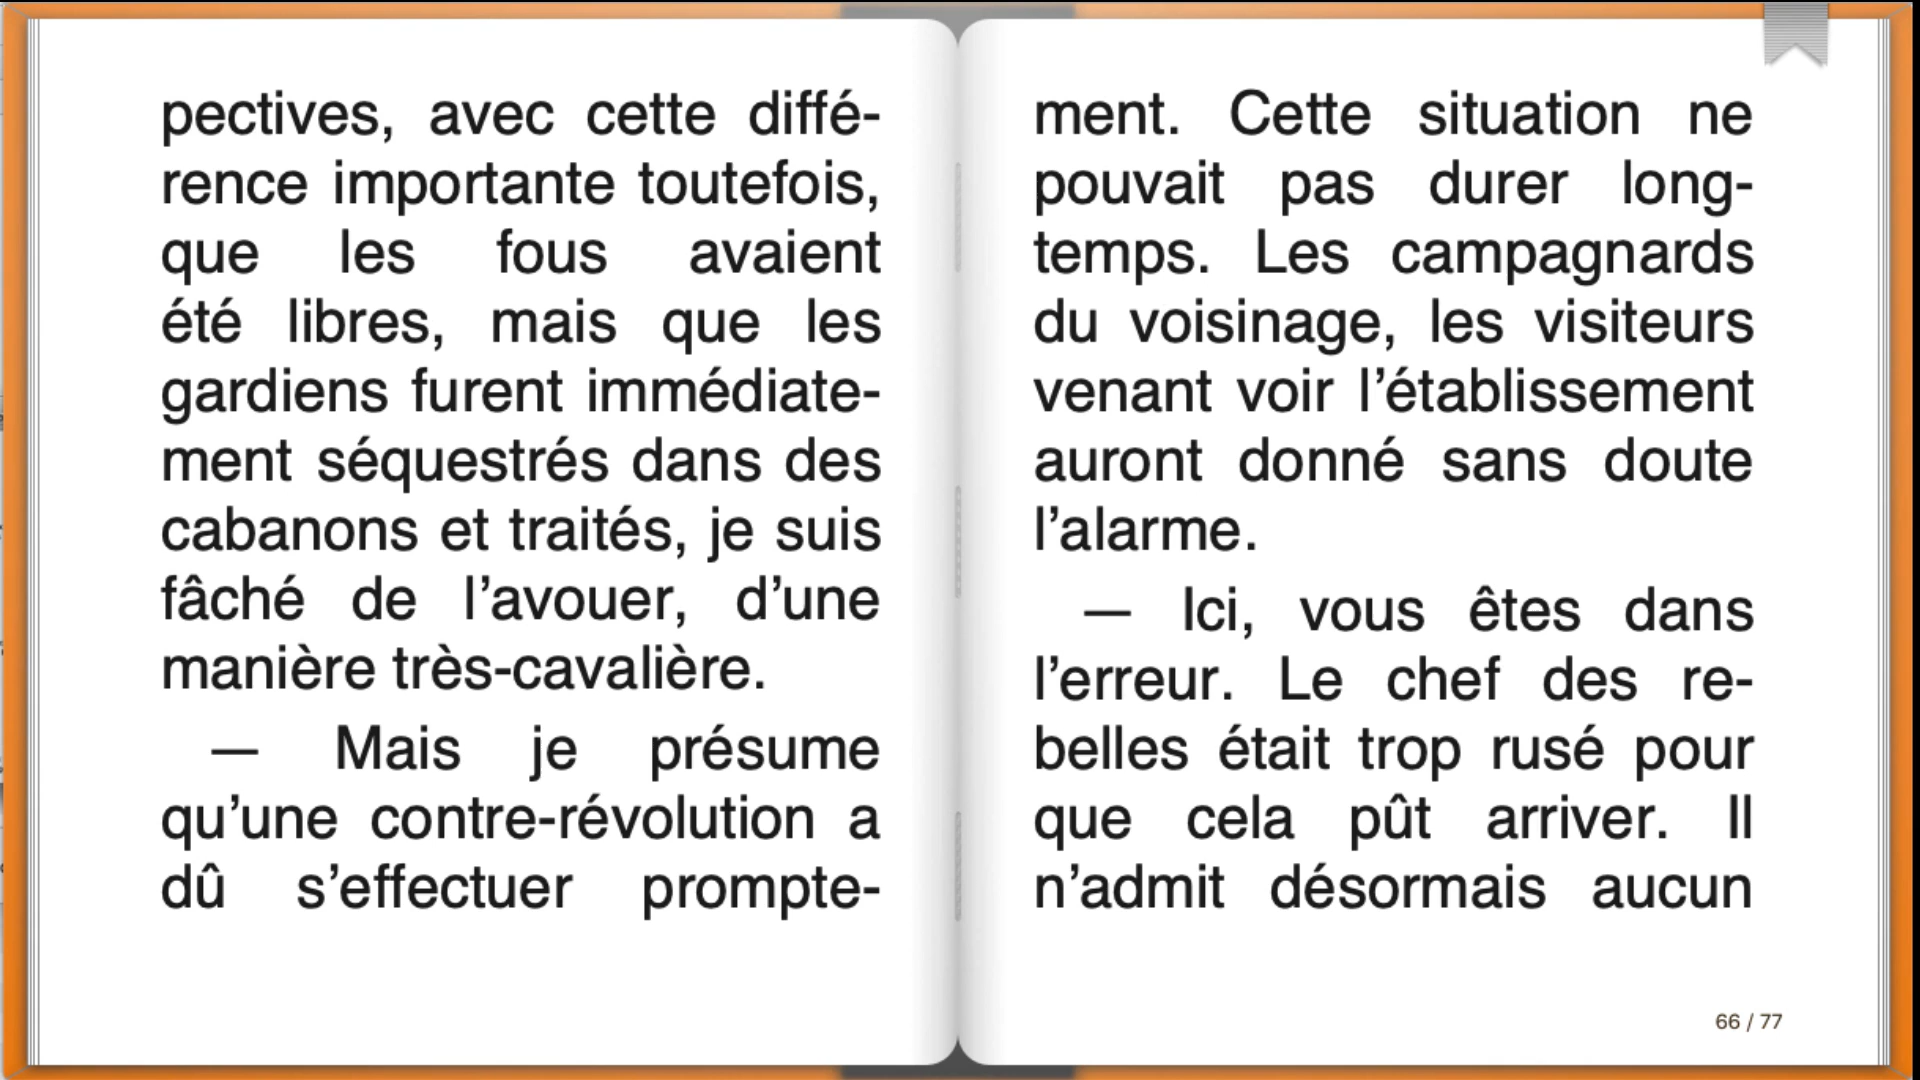 pectives, avec cette diffé-
rence importante toutefois,
que les fous avaient
été libres, mais que les
gardiens furent immédiate-
ment séquestrés dans des
cabanons et traités, je suis
fâché de l’avouer, d’une
manière très-cavalière.
— Mais je présume
qu’une contre-révolution a
dû s’effectuer prompte-
ment. Cette situation ne
pouvait pas durer long-
temps. Les campagnards
du voisinage, les visiteurs
venant voir l’établissement
auront donné sans doute
l’alarme.
— Ici, vous êtes dans
l’erreur. Le chef des re-
belles était trop rusé pour
que cela pût arriver. Il
n’admit désormais aucun
66 / 77